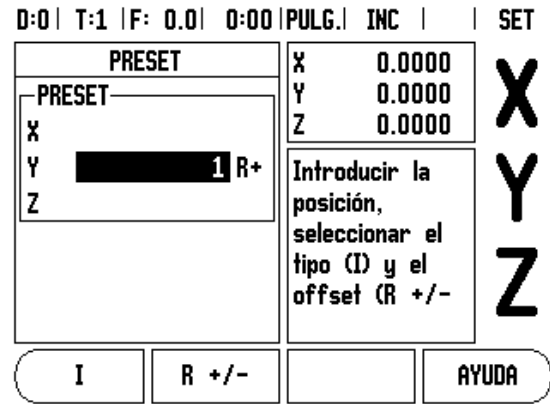 D:0 | T:1 | F: 0.0 | 0:00 | PULG. | INC | | SET
PRESET
PRESET
X
Y 1 R+
Z
X 0.0000
Y 0.0000
Z 0.0000
Introducir la
posición,
seleccionar el
tipo (I) y el
offset (R +/-
X
Y
Z
I
R +/-
AYUDA